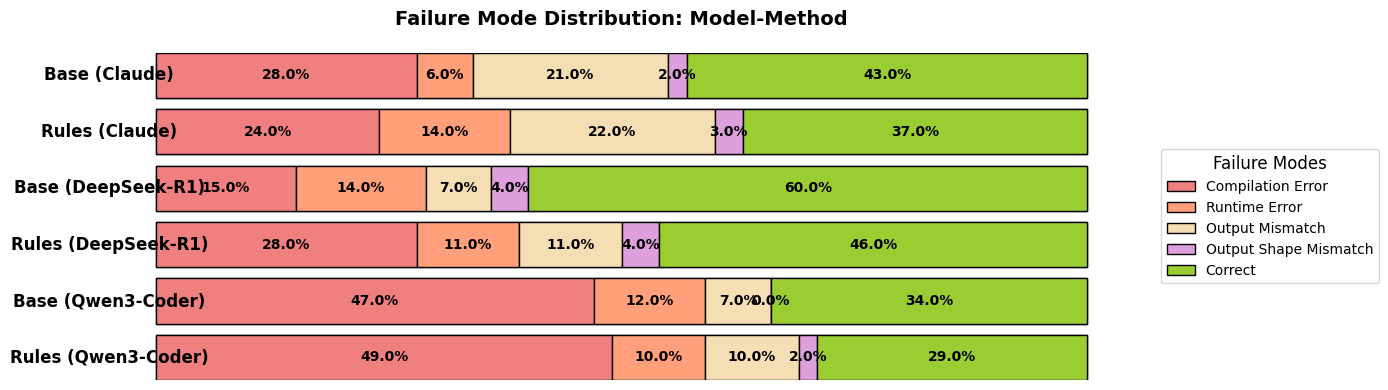 Failure Mode Distribution: Model-Method
Base (Claude) 28.0% 6.0% 21.0% 2.0% 43.0%
Rules (Claude) 24.0% 14.0% 22.0% 3.0% 37.0%
Base (DeepSeek-R1) 15.0% 14.0% 7.0% 4.0% 60.0%
Rules (DeepSeek-R1) 28.0% 11.0% 11.0% 4.0% 46.0%
Base (Qwen3-Coder) 47.0% 12.0% 7.0% 0.0% 34.0%
Rules (Qwen3-Coder) 49.0% 10.0% 10.0% 2.0% 29.0%
Failure Modes
Compilation Error
Runtime Error
Output Mismatch
Output Shape Mismatch
Correct